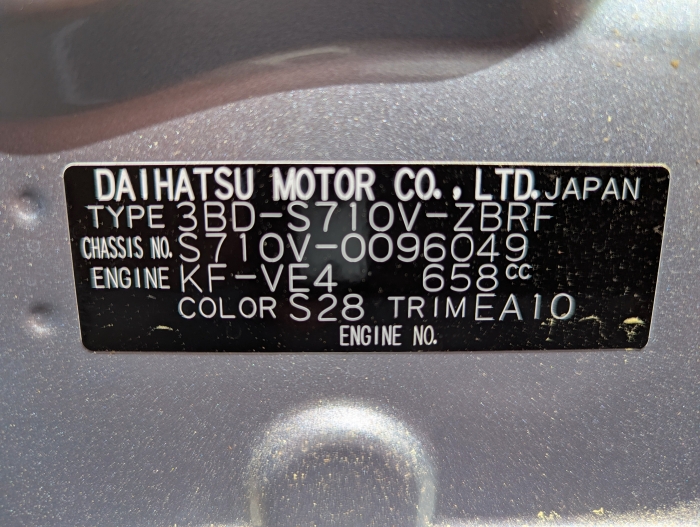 DAIHATSU MOTOR CO., LTD. JAPAN
TYPE 3BD-S710V-ZBRF
CHASSIS NO. S710V-0096049
ENGINE KF-VE4 658cc
COLOR S28 TRIM EA10
ENGINE NO.